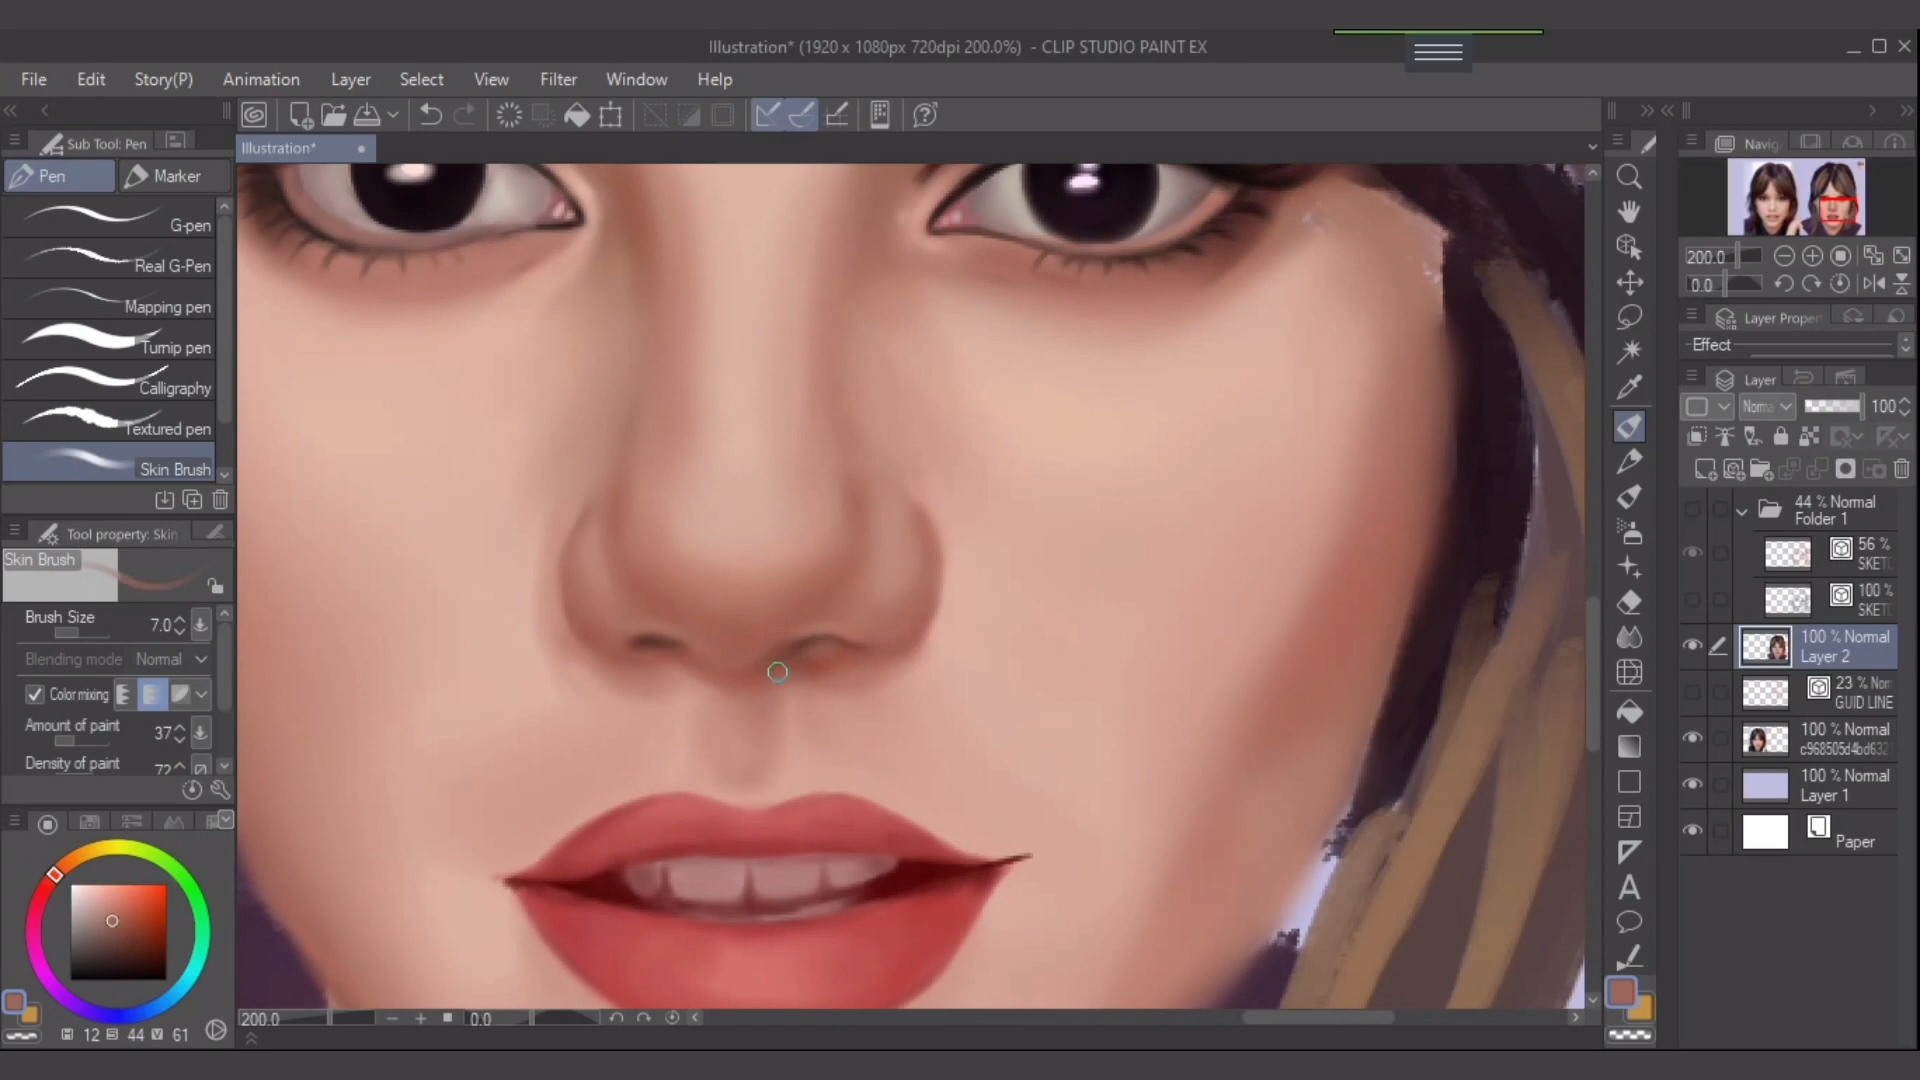 Illustration* (1920 x 1080px 720dpi 200.0%) - CLIP STUDIO PAINT EX
File Edit Story(P) Animation Layer Select View Filter Window Help
Sub Tool: Pen
Illustration*
Pen Marker
G-pen
Real G-Pen
Mapping pen
Turnip pen
Calligraphy
Textured pen
Skin Brush
Tool property: Skin
Skin Brush
Brush Size 7.0
Blending mode Normal
Color mixing
Amount of paint 37
Density of paint 72
H 12 S 44 V 61
200.0 0.0
Navig
200.0
0.0
Layer Proper
Effect
Layer
Norma 100
44 % Normal
Folder 1
56 %
SKET
100 %
SKET
100 % Normal
Layer 2
23 % Nor
GUID LINE
100 % Normal
c968505d4bd632
100 % Normal
Layer 1
Paper